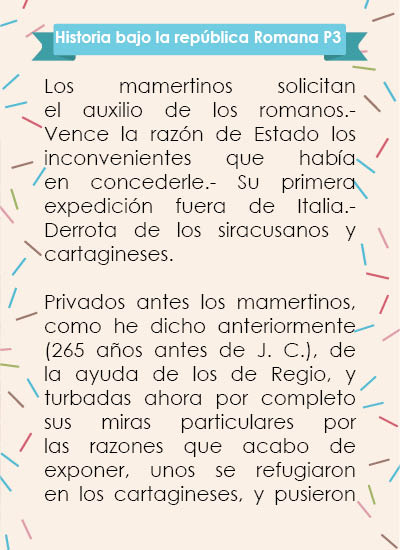 Historia bajo la república Romana P3
Los mamertinos solicitan
el auxilio de los romanos.-
Vence la razón de Estado los
inconvenientes que había
en concederle.- Su primera
expedición fuera de Italia.-
Derrota de los siracusanos y
cartagineses.
Privados antes los mamertinos,
como he dicho anteriormente
(265 años antes de J. C.), de
la ayuda de los de Regio, y
turbadas ahora por completo
sus miras particulares por
las razones que acabo de
exponer, unos se refugiaron
en los cartagineses, y pusieron